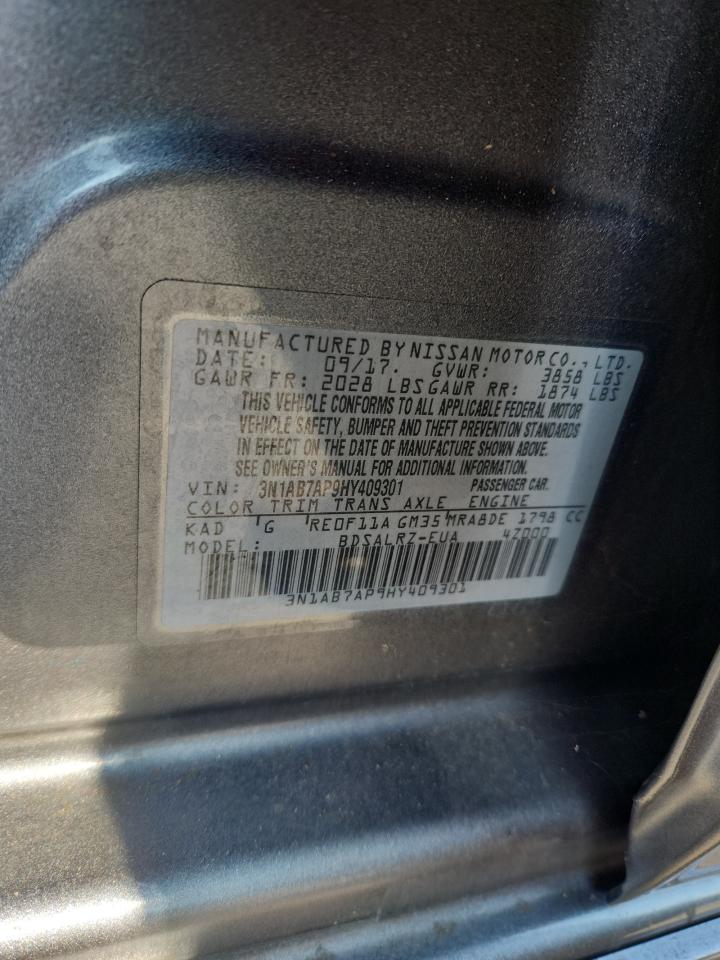 MANUFACTURED BY NISSAN MOTOR CO., LTD.
DATE: 09/17. GVWR: 3858 LBS
GAWR FR: 2028 LBS GAWR RR: 1874 LBS
THIS VEHICLE CONFORMS TO ALL APPLICABLE FEDERAL MOTOR
VEHICLE SAFETY, BUMPER AND THEFT PREVENTION STANDARDS
IN EFFECT ON THE DATE OF MANUFACTURE SHOWN ABOVE.
SEE OWNER'S MANUAL FOR ADDITIONAL INFORMATION.
VIN: 3N1AB7AP9HY409301 PASSENGER CAR.
COLOR TRIM TRANS AXLE ENGINE
KAD G RE0F11A GM35 MRA8DE 1798 CC
MODEL: BDSALRZ-EUA 4Z000
3N1AB7AP9HY409301